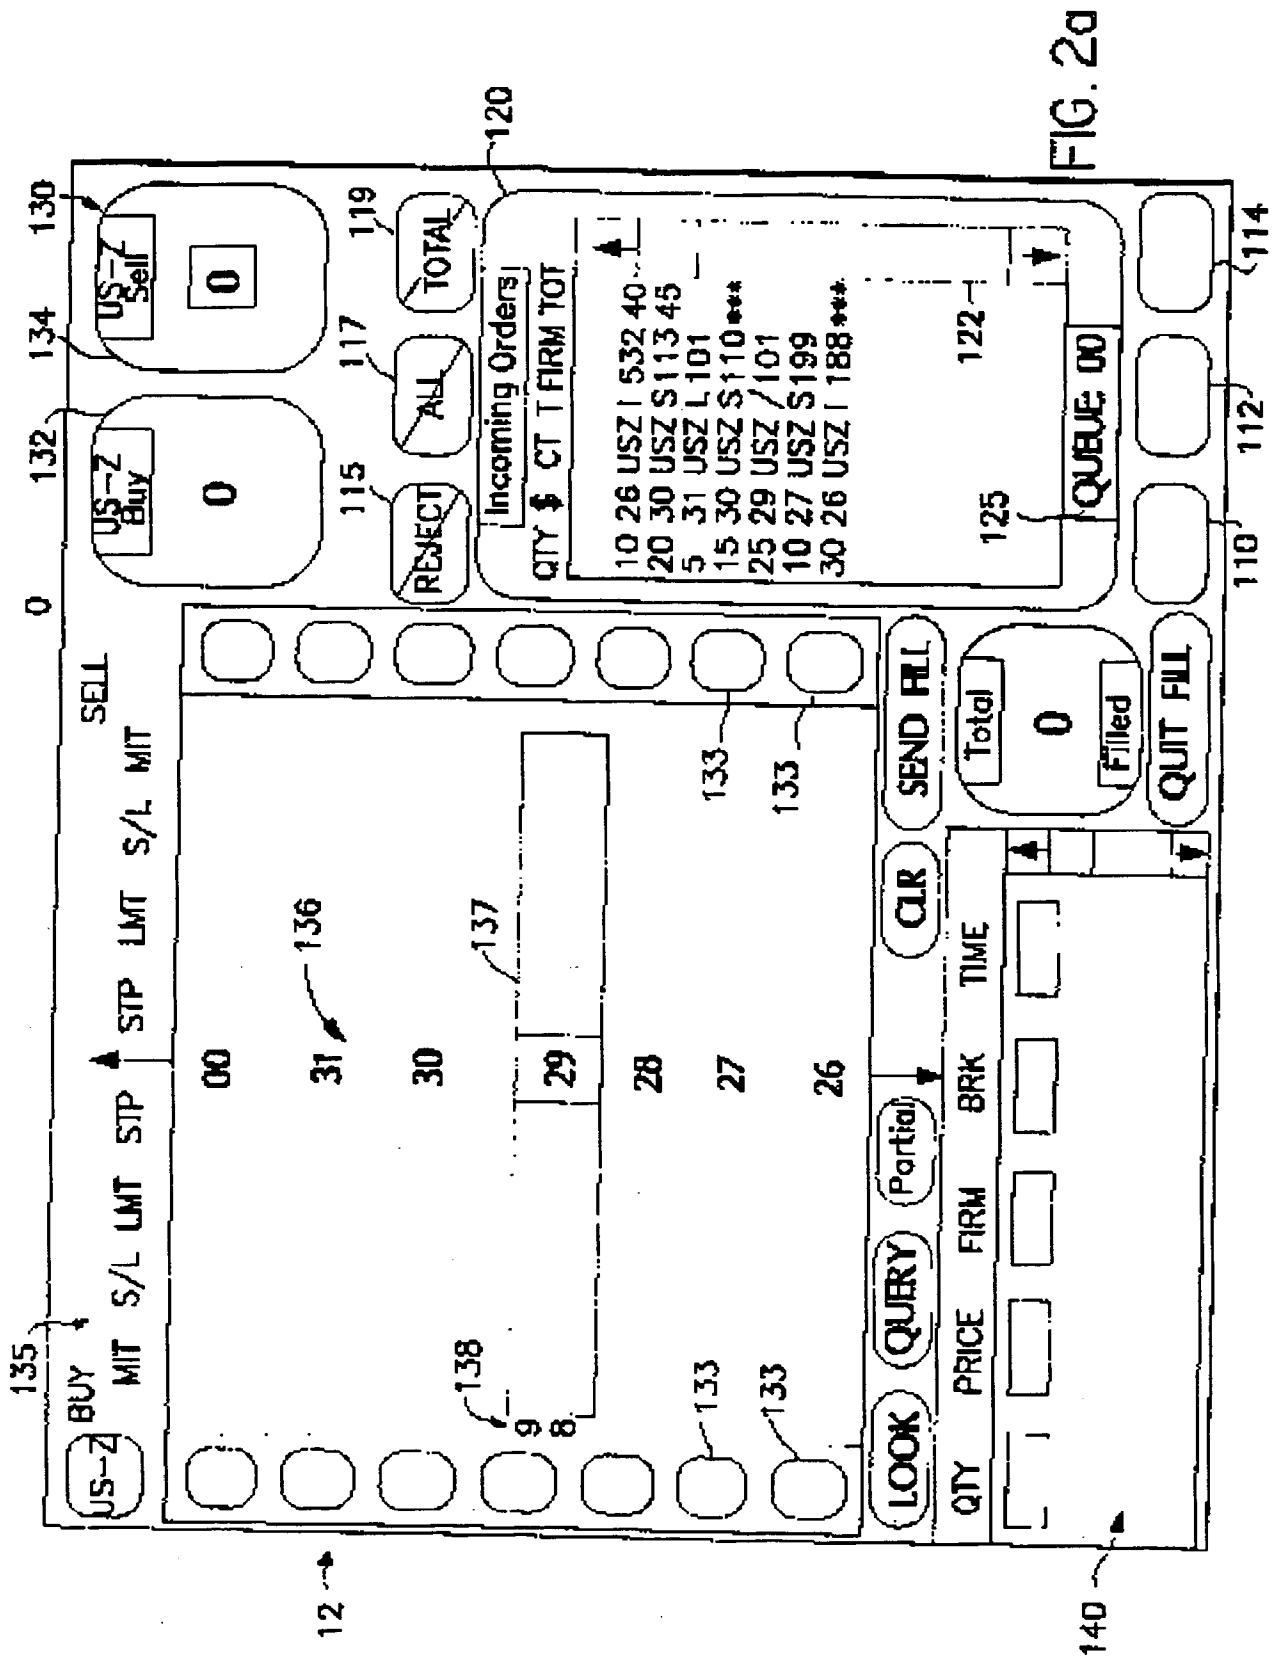 12
135
US-Z
BUY
SELL
0
MIT S/L LMT STP STP LMT S/L MIT
132
US-Z
Buy
0
134
130
US-Z
Sell
0
00
31
30
29
28
27
26
136
137
138
98
133
133
133
133
115
117
119
REJECT
ALL
TOTAL
120
Incoming Orders
QTY $ CT T FIRM TOT
10 26 USZ I 532 40
20 30 USZ S 113 45
5 31 USZ L 101
15 30 USZ S 110 ***
25 29 USZ / 101
10 27 USZ S 199
30 26 USZ I 188 ***
122
125
QUEUE 00
LOOK
QUERY
Partial
CLR
SEND FILL
QTY PRICE FIRM BRK TIME
Total
0
Filled
QUIT FILL
140
110
112
114
FIG. 2a